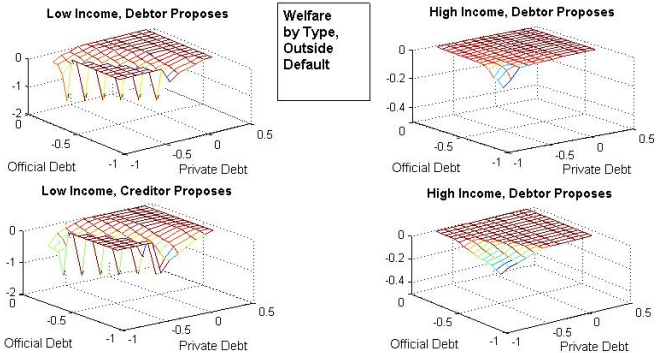 Low Income, Debtor Proposes
Welfare
by Type,
Outside
Default
High Income, Debtor Proposes
0
-1
-2
0
-0.5
-1
-1
-0.5
0
0.5
Official Debt
Private Debt
0
-0.2
-0.4
0
-0.5
-1
-1
-0.5
0
0.5
Official Debt
Private Debt
Low Income, Creditor Proposes
High Income, Debtor Proposes
0
-1
-2
0
-0.5
-1
-1
-0.5
0
0.5
Official Debt
Private Debt
0
-0.2
-0.4
0
-0.5
-1
-1
-0.5
0
0.5
Official Debt
Private Debt